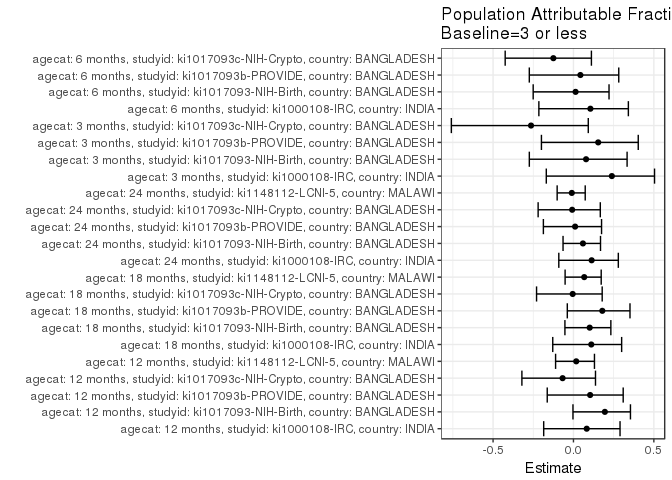 Population Attributable Fracti
Baseline=3 or less
agecat: 6 months, studyid: ki1017093c-NIH-Crypto, country: BANGLADESH
agecat: 6 months, studyid: ki1017093b-PROVIDE, country: BANGLADESH
agecat: 6 months, studyid: ki1017093-NIH-Birth, country: BANGLADESH
agecat: 6 months, studyid: ki1000108-IRC, country: INDIA
agecat: 3 months, studyid: ki1017093c-NIH-Crypto, country: BANGLADESH
agecat: 3 months, studyid: ki1017093b-PROVIDE, country: BANGLADESH
agecat: 3 months, studyid: ki1017093-NIH-Birth, country: BANGLADESH
agecat: 3 months, studyid: ki1000108-IRC, country: INDIA
agecat: 24 months, studyid: ki1148112-LCNI-5, country: MALAWI
agecat: 24 months, studyid: ki1017093c-NIH-Crypto, country: BANGLADESH
agecat: 24 months, studyid: ki1017093b-PROVIDE, country: BANGLADESH
agecat: 24 months, studyid: ki1017093-NIH-Birth, country: BANGLADESH
agecat: 24 months, studyid: ki1000108-IRC, country: INDIA
agecat: 18 months, studyid: ki1148112-LCNI-5, country: MALAWI
agecat: 18 months, studyid: ki1017093c-NIH-Crypto, country: BANGLADESH
agecat: 18 months, studyid: ki1017093b-PROVIDE, country: BANGLADESH
agecat: 18 months, studyid: ki1017093-NIH-Birth, country: BANGLADESH
agecat: 18 months, studyid: ki1000108-IRC, country: INDIA
agecat: 12 months, studyid: ki1148112-LCNI-5, country: MALAWI
agecat: 12 months, studyid: ki1017093c-NIH-Crypto, country: BANGLADESH
agecat: 12 months, studyid: ki1017093b-PROVIDE, country: BANGLADESH
agecat: 12 months, studyid: ki1017093-NIH-Birth, country: BANGLADESH
agecat: 12 months, studyid: ki1000108-IRC, country: INDIA
-0.5 0.0 0.5
Estimate